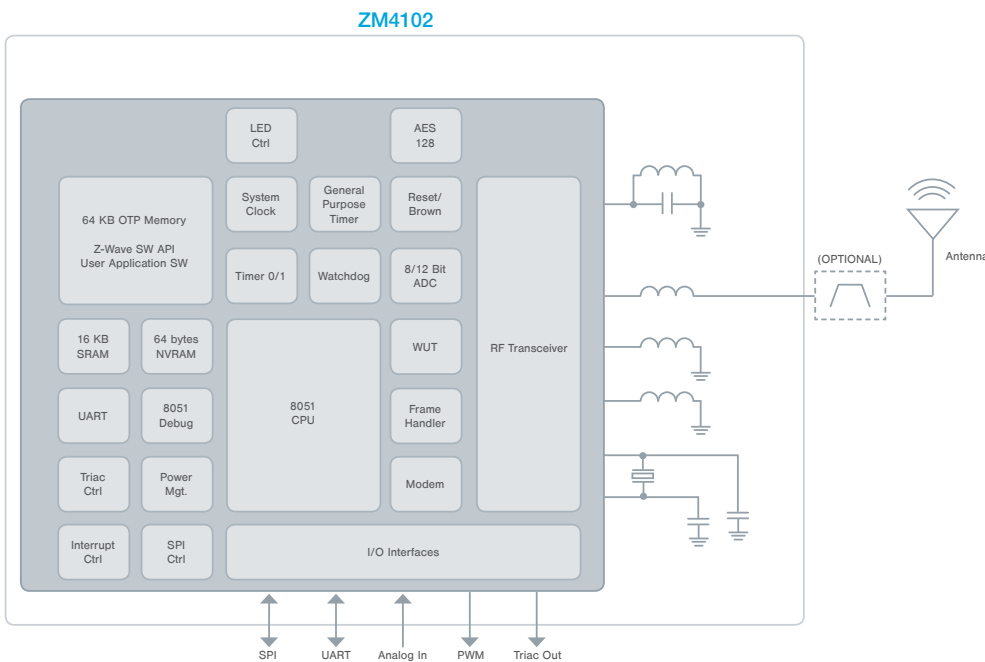 ZM4102
LED
Ctrl
AES
128
64 KB OTP Memory
Z-Wave SW API
User Application SW
System
Clock
General
Purpose
Timer
Reset/
Brown
Timer 0/1
Watchdog
8/12 Bit
ADC
16 KB
SRAM
64 bytes
NVRAM
8051
CPU
WUT
RF Transceiver
UART
8051
Debug
Frame
Handler
Triac
Ctrl
Power
Mgt.
Modem
Interrupt
Ctrl
SPI
Ctrl
I/O Interfaces
(OPTIONAL)
Antenna
SPI
UART
Analog In
PWM
Triac Out